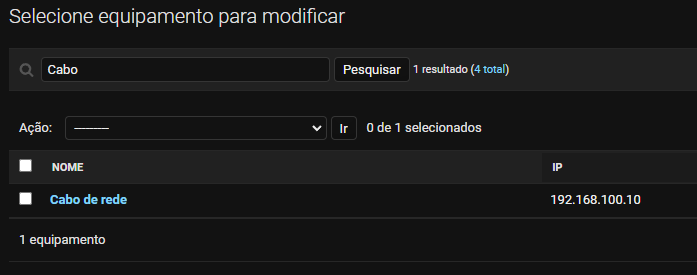 Selecione equipamento para modificar
Cabo Pesquisar 1 resultado (4 total)
Ação: --------- Ir 0 de 1 selecionados
NOME IP
Cabo de rede 192.168.100.10
1 equipamento